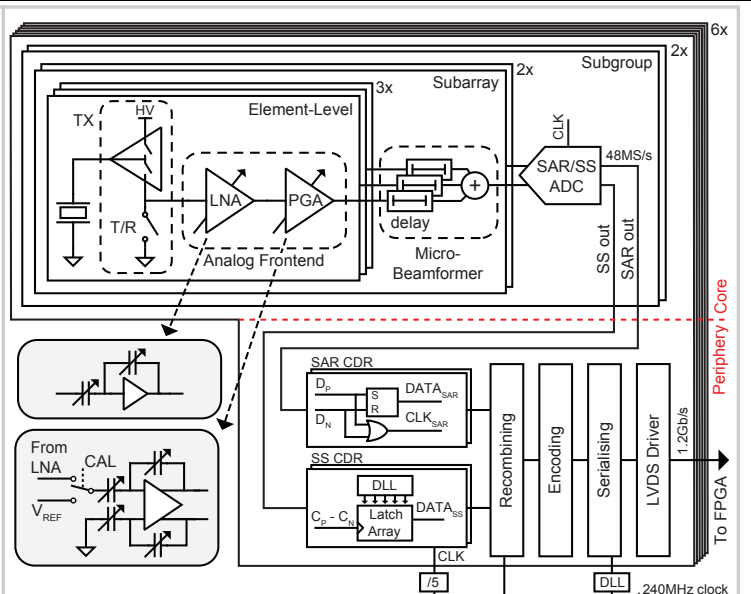 6x
2x
Subgroup
2x
Subarray
3x
Element-Level
TX
HV
T/R
LNA
PGA
Analog Frontend
delay
+
Micro-
Beamformer
CLK
SAR/SS
ADC
48MS/s
SS out
SAR out
Core
Periphery
From
LNA
CAL
VREF
SAR CDR
DP
DN
S
R
DATASAR
CLKSAR
SS CDR
DLL
CP - CN
Latch
Array
DATASS
CLK
/5
Recombining
Encoding
Serialising
LVDS Driver
1.2Gb/s
To FPGA
DLL
240MHz clock